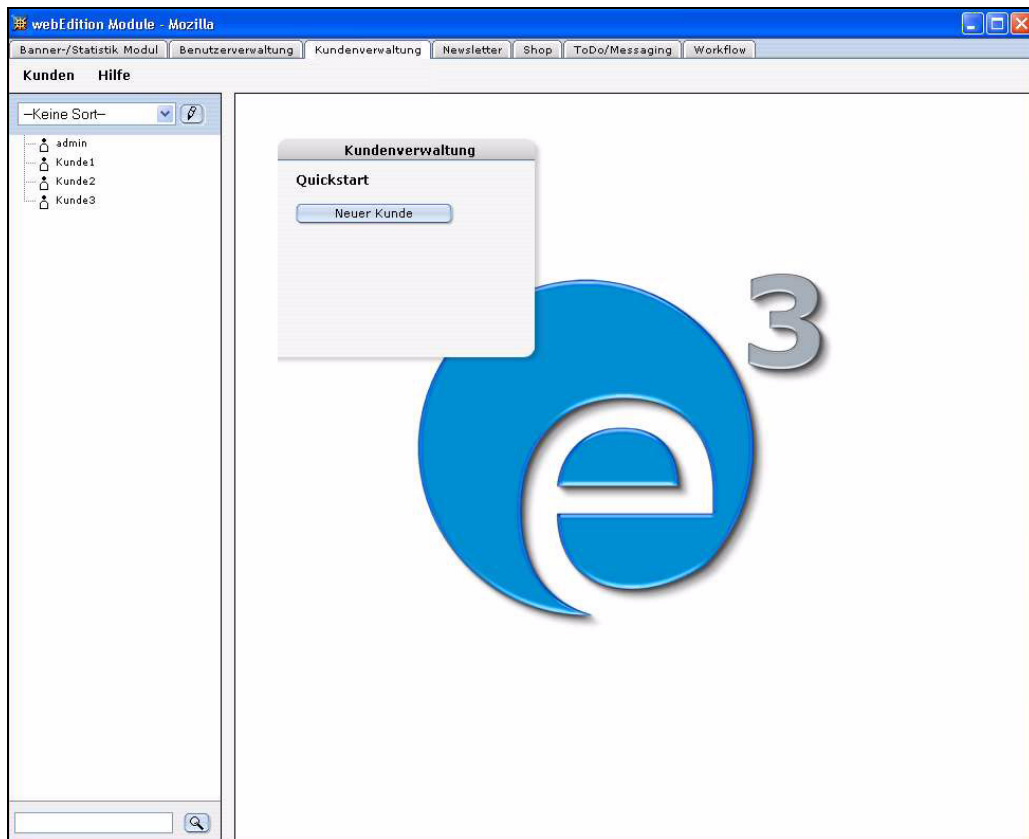 webEdition Module - Mozilla
Banner-/Statistik Modul Benutzerverwaltung Kundenverwaltung Newsletter Shop ToDo/Messaging Workflow
Kunden Hilfe
--Keine Sort--
admin
Kunde1
Kunde2
Kunde3
Kundenverwaltung
Quickstart
Neuer Kunde
e
3